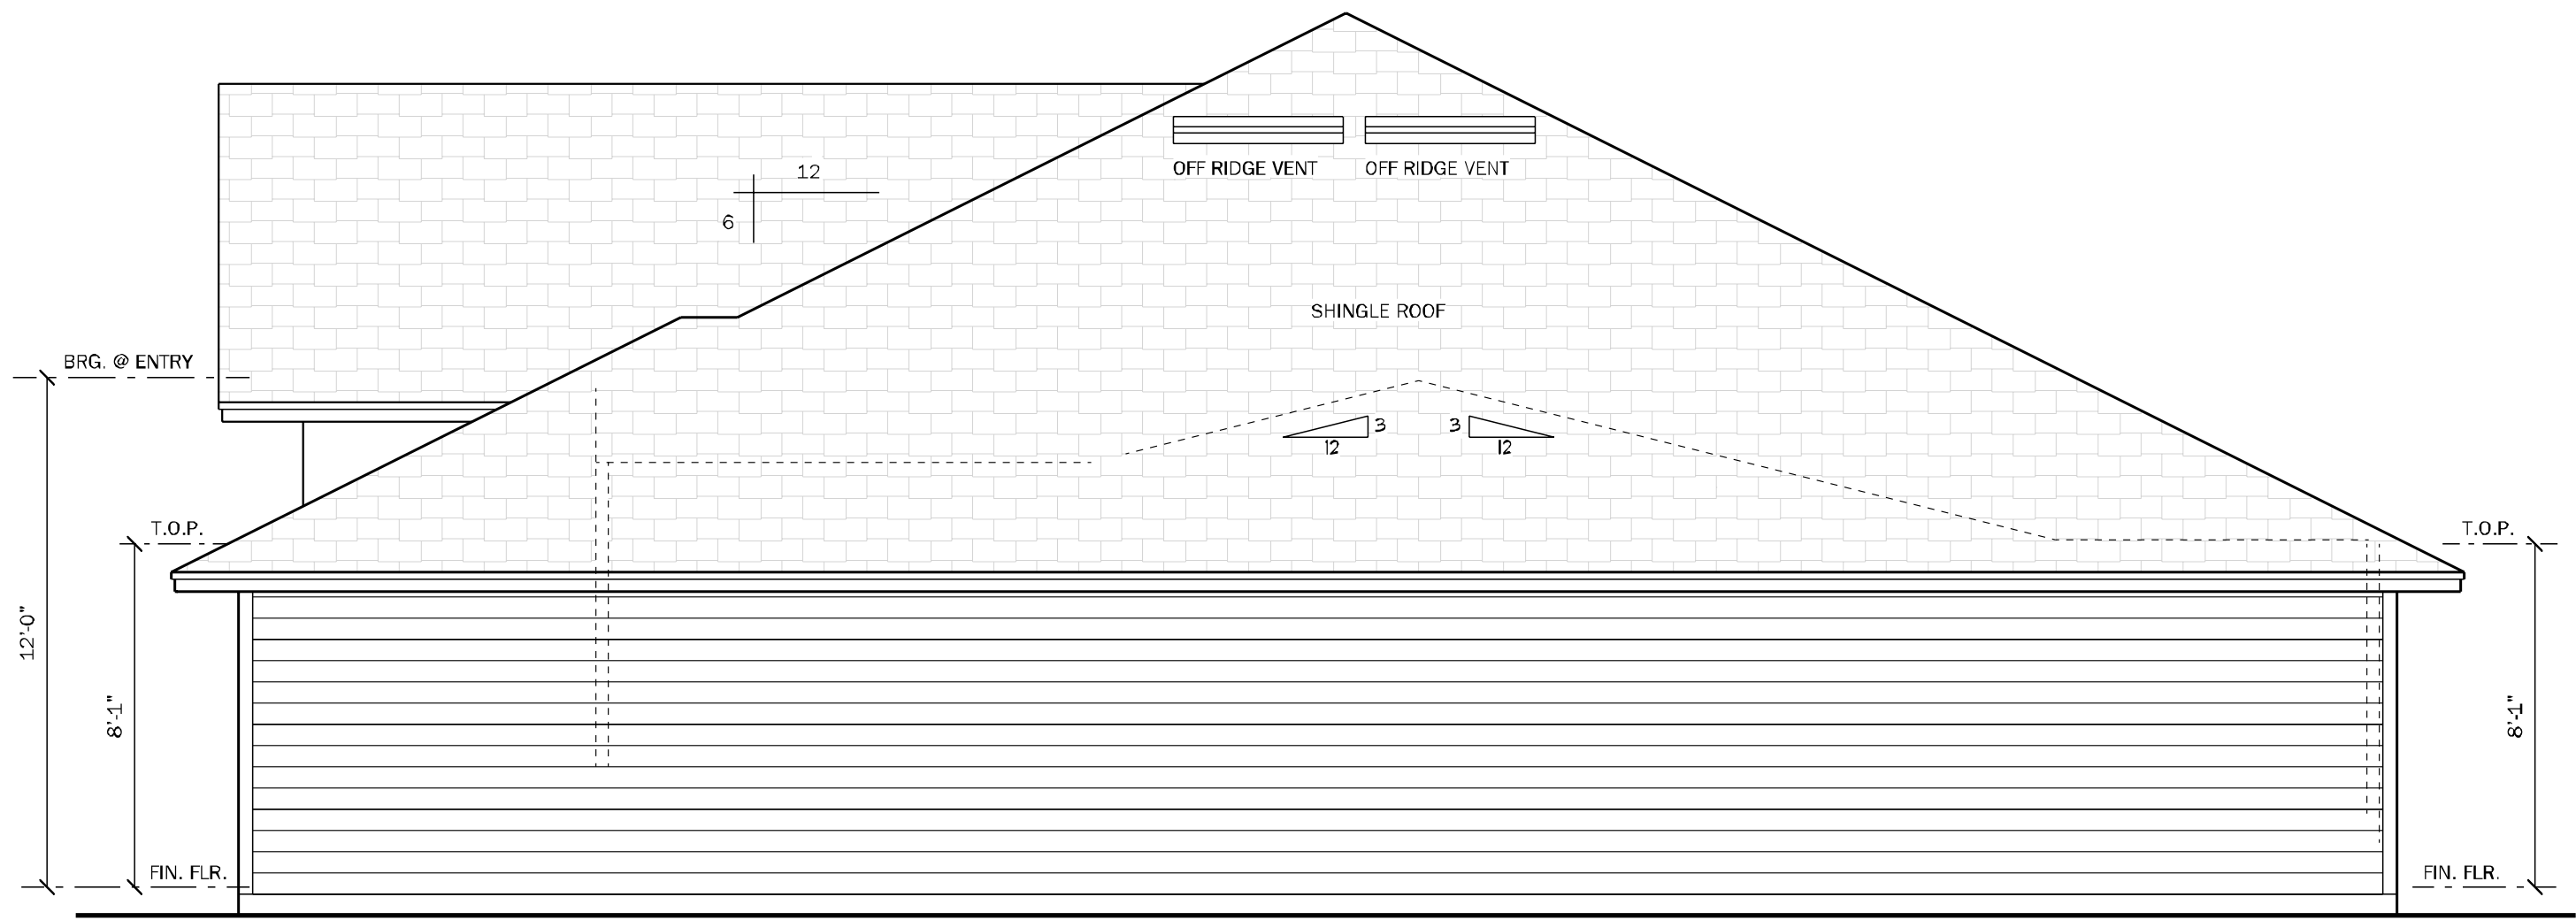 OFF RIDGE VENT
OFF RIDGE VENT
12
6
SHINGLE ROOF
BRG. @ ENTRY
3
12
3
12
T.O.P.
T.O.P.
12'-0"
8'-1"
8'-1"
FIN. FLR.
FIN. FLR.